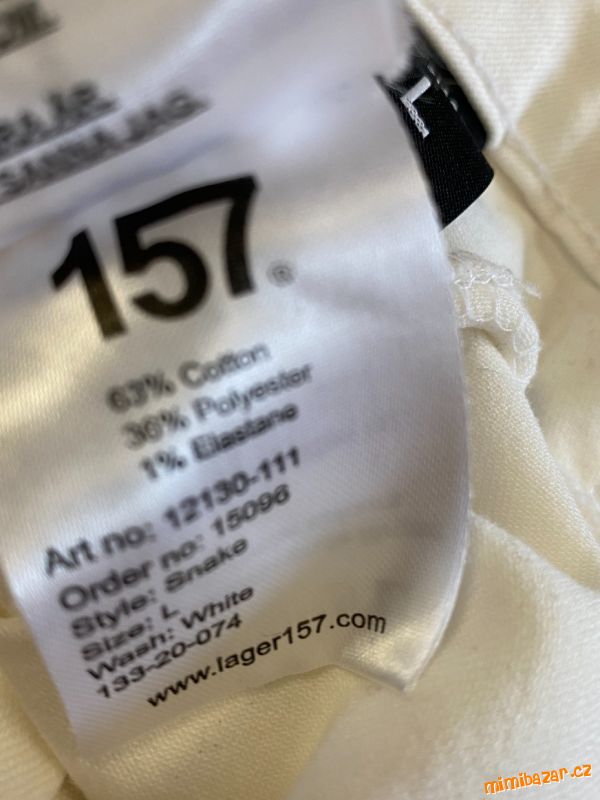 L
157®
63% Cotton
36% Polyester
1% Elastane
Art no: 12130-111
Order no: 15096
Style: Snake
Size: L
Wash: White
133-20-074
www.lager157.com
mimibazar.cz